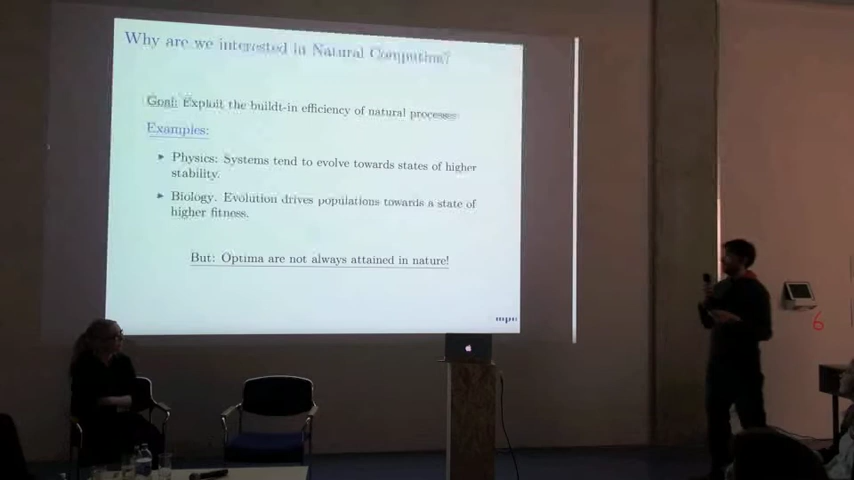 Why are we interested in Natural Computing?
Goal: Exploit the buildt-in efficiency of natural processes
Examples:
Physics: Systems tend to evolve towards states of higher
stability.
Biology. Evolution drives populations towards a state of
higher fitness.
But: Optima are not always attained in nature!
6